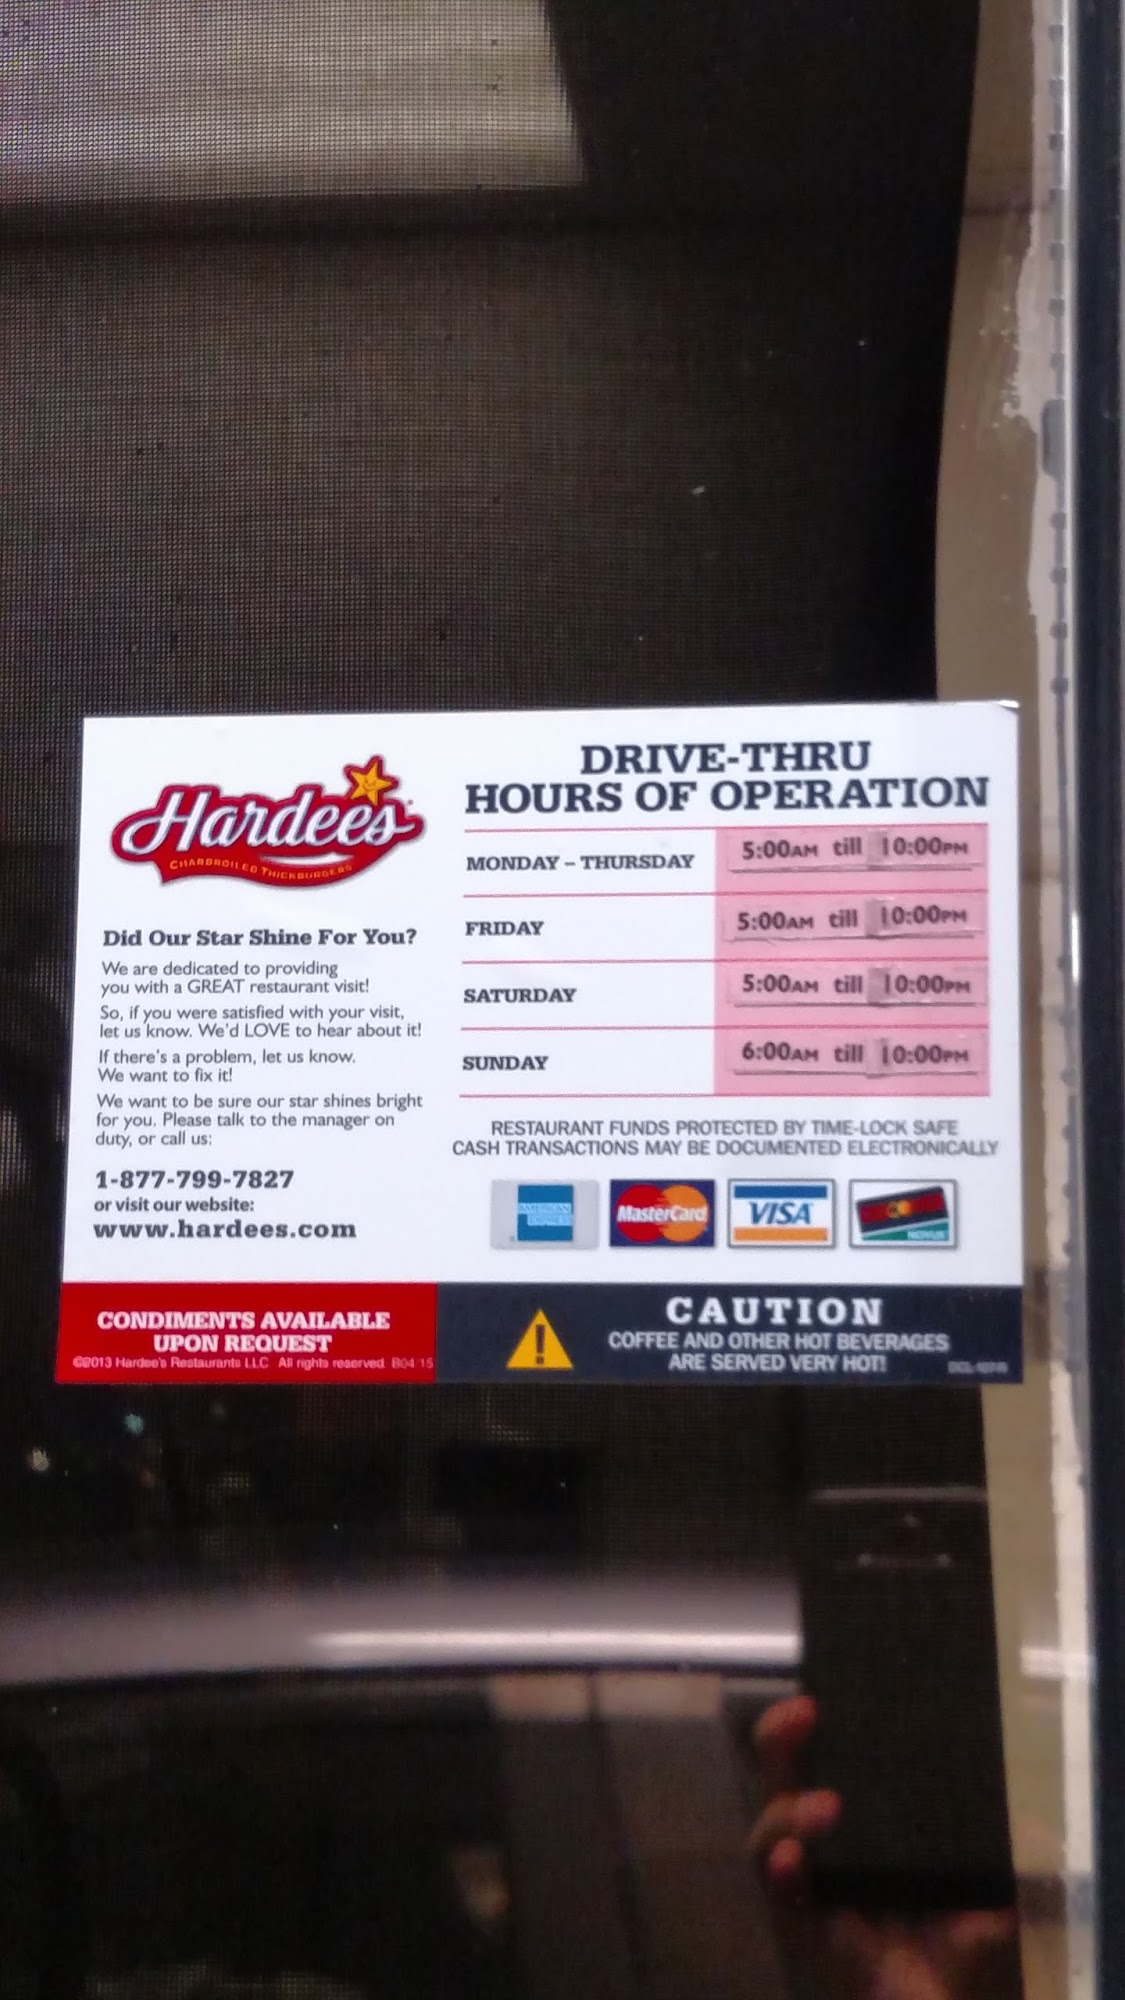 Hardee's
CHARBROILED THICKBURGERS
Did Our Star Shine For You?
We are dedicated to providing
you with a GREAT restaurant visit!
So, if you were satisfied with your visit,
let us know. We'd LOVE to hear about it!
If there's a problem, let us know.
We want to fix it!
We want to be sure our star shines bright
for you. Please talk to the manager on
duty, or call us:
1-877-799-7827
or visit our website:
www.hardees.com
CONDIMENTS AVAILABLE
UPON REQUEST
©2013 Hardee's Restaurants LLC All rights reserved. B04 15
DRIVE-THRU
HOURS OF OPERATION
MONDAY – THURSDAY 5:00AM till 10:00PM
FRIDAY 5:00AM till 10:00PM
SATURDAY 5:00AM till 10:00PM
SUNDAY 6:00AM till 10:00PM
RESTAURANT FUNDS PROTECTED BY TIME-LOCK SAFE
CASH TRANSACTIONS MAY BE DOCUMENTED ELECTRONICALLY
AMERICAN EXPRESS MasterCard VISA NOVUS
CAUTION
COFFEE AND OTHER HOT BEVERAGES
ARE SERVED VERY HOT!